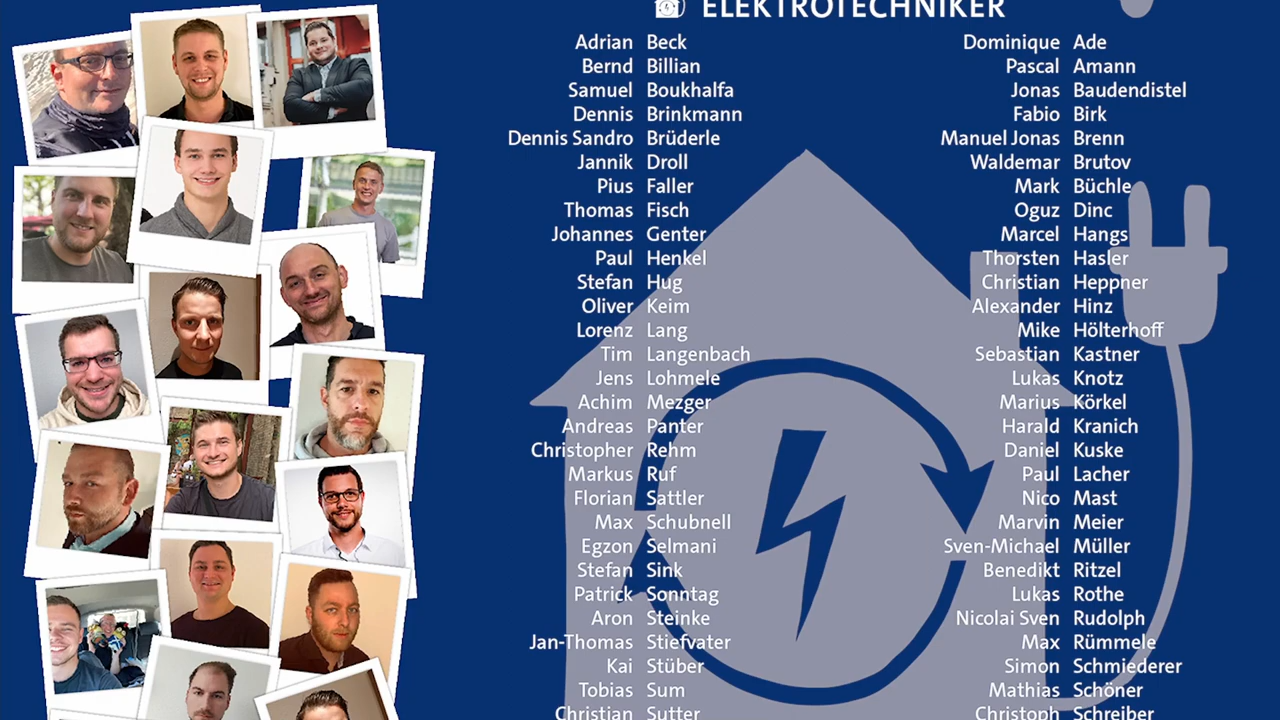 ELEKTROTECHNIKER
Adrian Beck
Bernd Billian
Samuel Boukhalfa
Dennis Brinkmann
Dennis Sandro Brüderle
Jannik Droll
Pius Faller
Thomas Fisch
Johannes Genter
Paul Henkel
Stefan Hug
Oliver Keim
Lorenz Lang
Tim Langenbach
Jens Lohmele
Achim Mezger
Andreas Panter
Christopher Rehm
Markus Ruf
Florian Sattler
Max Schubnell
Egzon Selmani
Stefan Sink
Patrick Sonntag
Aron Steinke
Jan-Thomas Stiefvater
Kai Stüber
Tobias Sum
Christian Sutter
Dominique Ade
Pascal Amann
Jonas Baudendistel
Fabio Birk
Manuel Jonas Brenn
Waldemar Brutov
Mark Büchle
Oguz Dinc
Marcel Hangs
Thorsten Hasler
Christian Heppner
Alexander Hinz
Mike Hölterhoff
Sebastian Kastner
Lukas Knotz
Marius Körkel
Harald Kranich
Daniel Kuske
Paul Lacher
Nico Mast
Marvin Meier
Sven-Michael Müller
Benedikt Ritzel
Lukas Rothe
Nicolai Sven Rudolph
Max Rümmele
Simon Schmiederer
Mathias Schöner
Christoph Schreiber